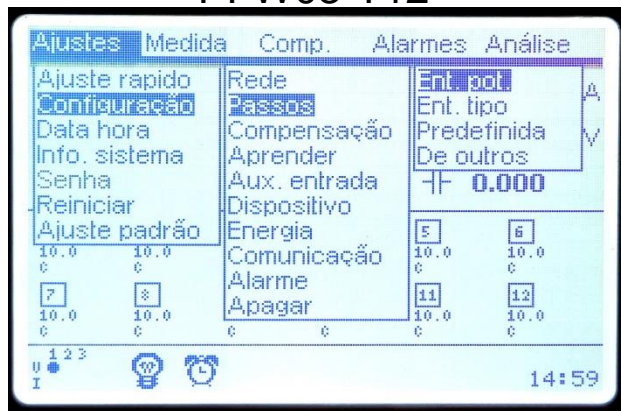 Ajustes Medida Comp. Alarmes Análise
Ajuste rapido
Configuração
Data hora
Info. sistema
Senha
Reiniciar
Ajuste padrão
Rede
Passos
Compensação
Aprender
Aux. entrada
Dispositivo
Energia
Comunicação
Alarme
Apagar
Ent. pot.
Ent. tipo
Predefinida
De outros
A
V
0.000
5 6
10.0 10.0 10.0 10.0
C C C C
7 8 11 12
10.0 10.0 10.0 10.0
C C C C C C
1 2 3
V
I
14:59